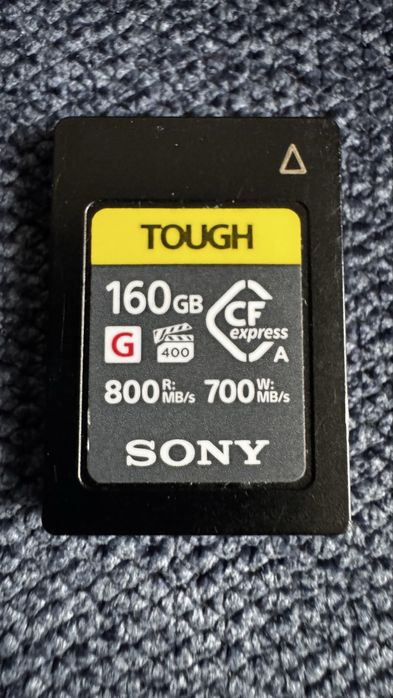 TOUGH
160GB
CF
express
A
G
400
800 R: MB/s 700 W: MB/s
SONY